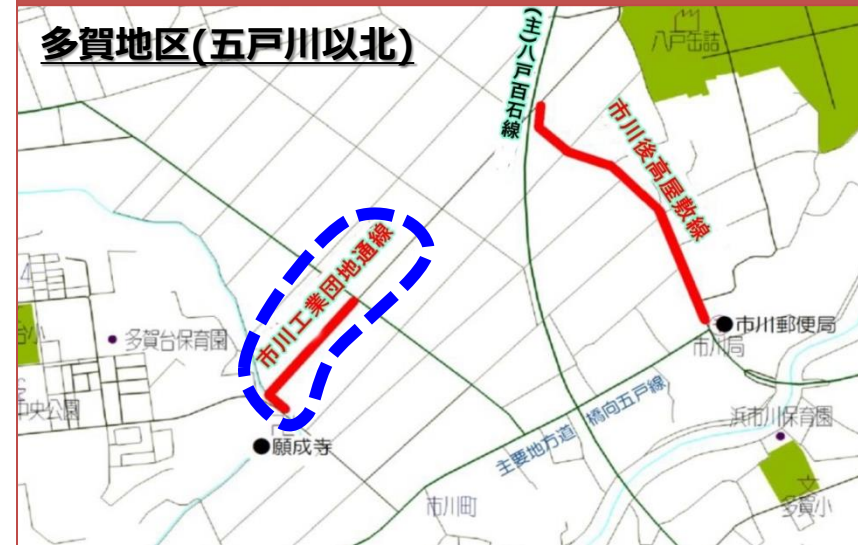 多賀地区(五戸川以北)
(主)八戸百石線
八戸缶詰
市川後高屋敷線
市川工業団地通線
多賀台保育園
台小
中央公園
願成寺
市川郵便局
市川局
橋向五戸線
主要地方道
浜市川保育園
市川町
文
多賀小